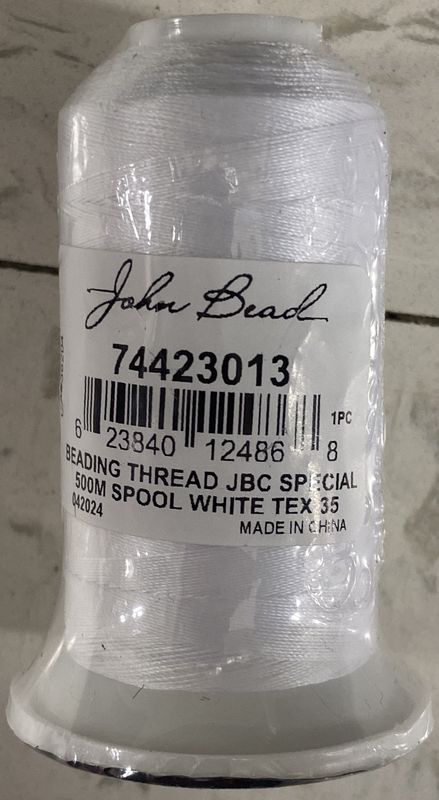 John Bead
74423013
1PC
6 23840 12486 8
BEADING THREAD JBC SPECIAL
500M SPOOL WHITE TEX 35
042024
MADE IN CHINA